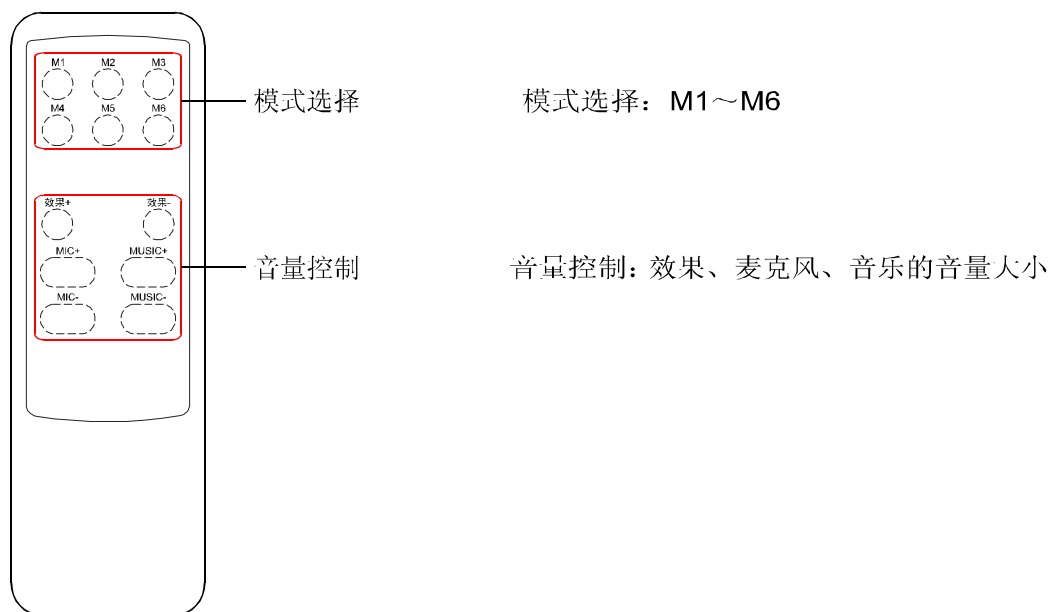 M1 M2 M3
M4 M5 M6
模式选择
模式选择：M1～M6
效果+ 效果-
MIC+ MUSIC+
MIC- MUSIC-
音量控制
音量控制：效果、麦克风、音乐的音量大小